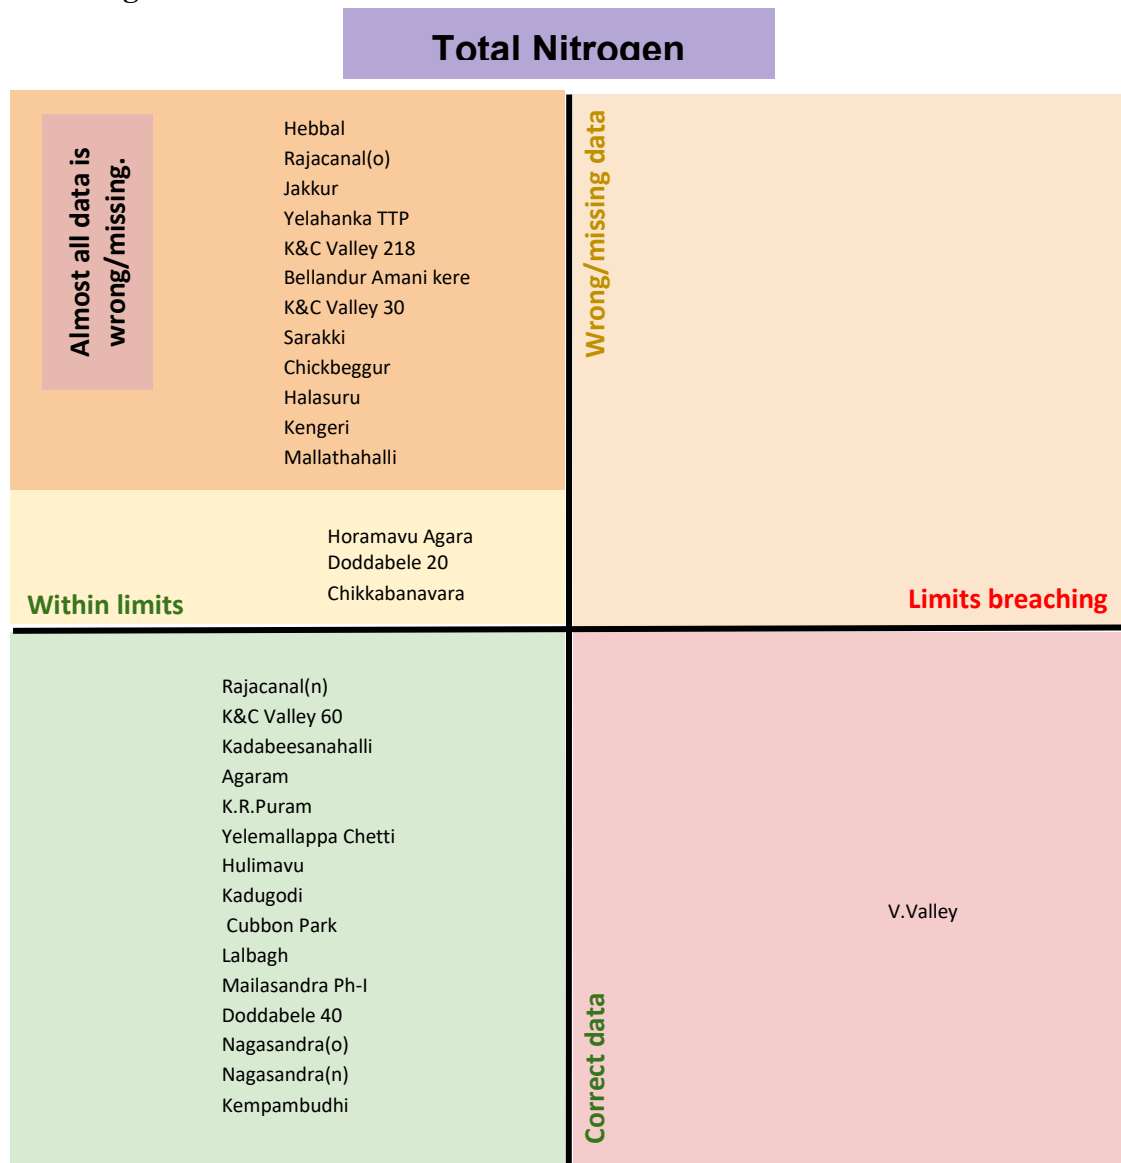 Total Nitrogen
Almost all data is
wrong/missing.
Hebbal
Rajacanal(o)
Jakkur
Yelahanka TTP
K&C Valley 218
Bellandur Amani kere
K&C Valley 30
Sarakki
Chickbeggur
Halasuru
Kengeri
Mallathahalli
Wrong/missing data
Horamavu Agara
Doddabele 20
Chikkabanavara
Within limits
Limits breaching
Rajacanal(n)
K&C Valley 60
Kadabeesanahalli
Agaram
K.R.Puram
Yelemallappa Chetti
Hulimavu
Kadugodi
Cubbon Park
Lalbagh
Mailasandra Ph-I
Doddabele 40
Nagasandra(o)
Nagasandra(n)
Kempambudhi
V.Valley
Correct data